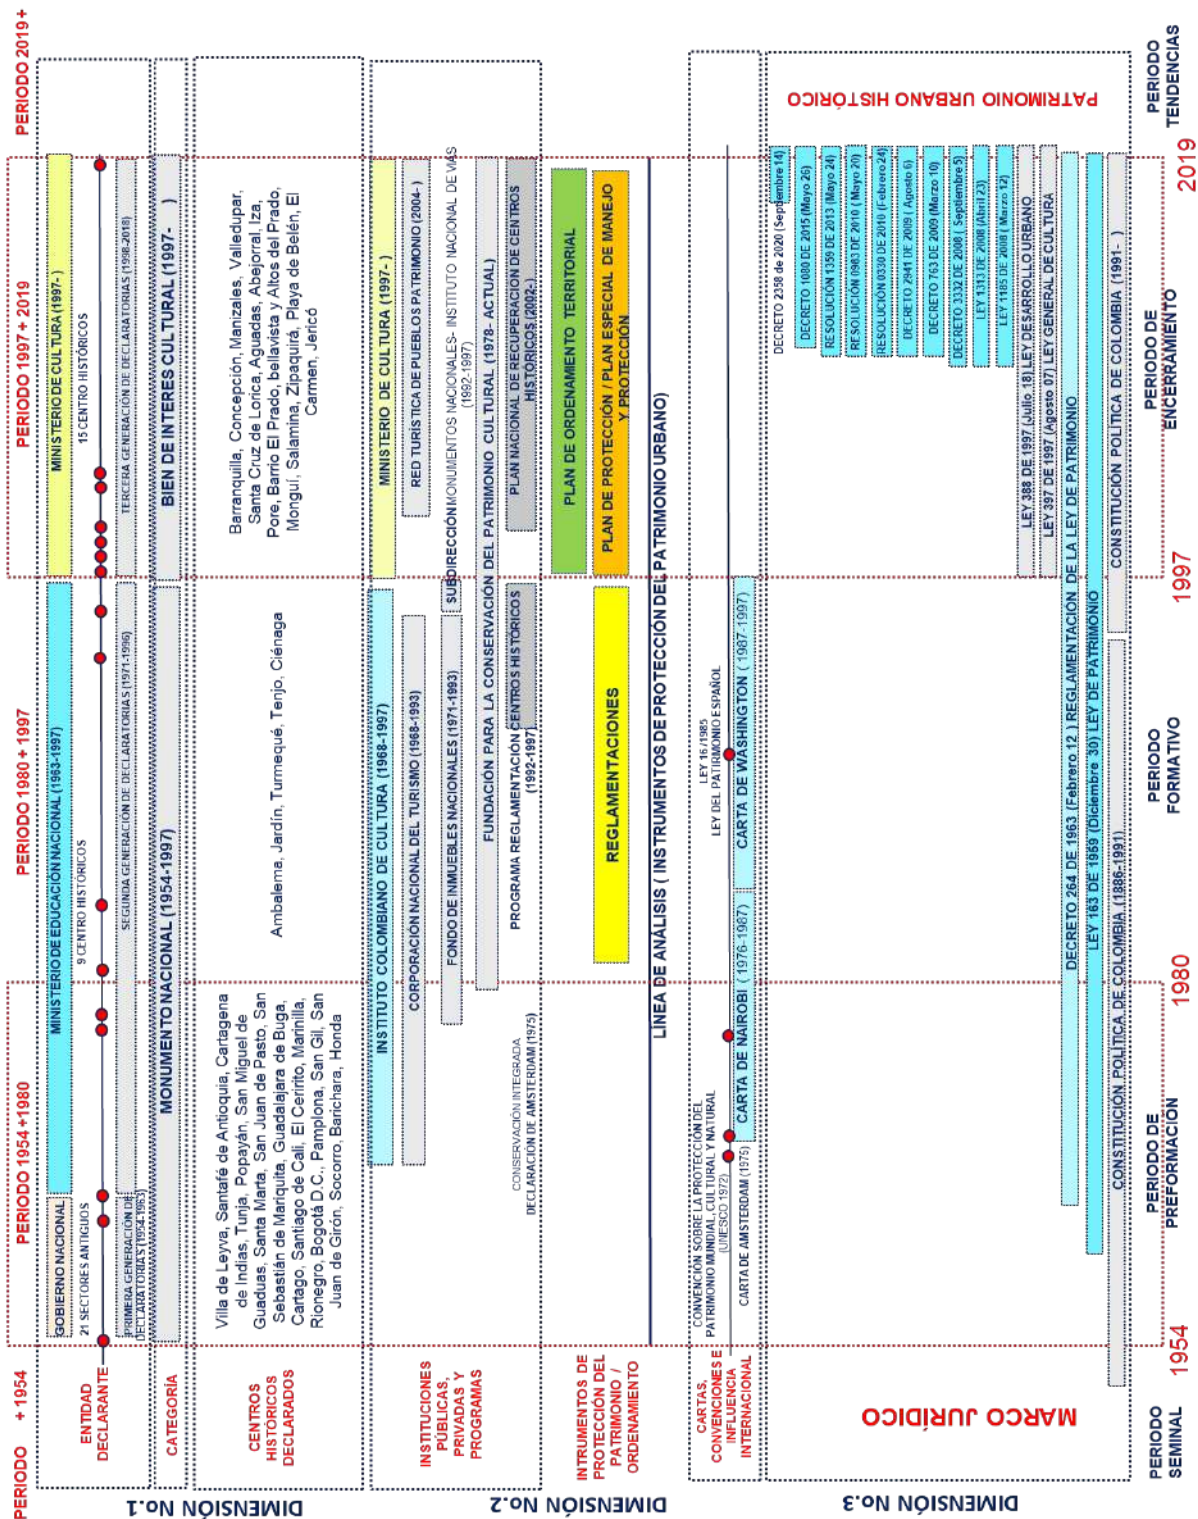 PERIODO +1954
PERIODO 1954 +1980
PERIODO 1980 + 1997
PERIODO 1997 + 2019
PERIODO 2019 +
DIMENSIÓN No.1
ENTIDAD
DECLARANTE
GOBIERNO NACIONAL
MINISTERIO DE EDUCACIÓN NACIONAL (1963-1997)
MINISTERIO DE CULTURA (1997- )
21 SECTORES ANTIGUOS
9 CENTRO HISTÓRICOS
15 CENTRO HISTÓRICOS
PRIMERA GENERACIÓN DE
DECLARATORIAS (1954-1963)
SEGUNDA GENERACIÓN DE DECLARATORIAS (1971-1996)
TERCERA GENERACIÓN DE DECLARATORIAS (1998-2018)
CATEGORÍA
MONUMENTO NACIONAL (1954-1997)
BIEN DE INTERES CULTURAL (1997- )
CENTROS
HISTÓRICOS
DECLARADOS
Villa de Leyva, Santafé de Antioquia, Cartagena
de Indias, Tunja, Popayán, San Miguel de
Guaduas, Santa Marta, San Juan de Pasto, San
Sebastián de Mariquita, Guadalajara de Buga,
Cartago, Santiago de Cali, El Cerrito, Marinilla,
Rionegro, Bogotá D.C., Pamplona, San Gil, San
Juan de Girón, Socorro, Barichara, Honda
Ambalema, Jardín, Turmequé, Tenjo, Ciénaga
Barranquilla, Concepción, Manizales, Valledupar,
Santa Cruz de Lorica, Aguadas, Abejorral, Iza,
Pore, Barrio El Prado, bellavista y Altos del Prado,
Monguí, Salamina, Zipaquirá, Playa de Belén, El
Carmen, Jericó
DIMENSIÓN No.2
INSTITUCIONES
PÚBLICAS,
PRIVADAS Y
PROGRAMAS
INSTITUTO COLOMBIANO DE CULTURA (1968-1997)
MINISTERIO DE CULTURA (1997- )
CORPORACIÓN NACIONAL DEL TURISMO (1968-1993)
RED TURÍSTICA DE PUEBLOS PATRIMONIO (2004- )
FONDO DE INMUEBLES NACIONALES (1971-1993)
SUBDIRECCIÓN MONUMENTOS NACIONALES- INSTITUTO NACIONAL DE VIAS
(1992-1997)
FUNDACIÓN PARA LA CONSERVACIÓN DEL PATRIMONIO CULTURAL (1978- ACTUAL)
CONSERVACIÓN INTEGRADA
DECLARACIÓN DE AMSTERDAM (1975)
PROGRAMA REGLAMENTACIÓN CENTROS HISTÓRICOS
(1992-1997)
PLAN NACIONAL DE RECUPERACIÓN DE CENTROS
HISTÓRICOS (2002-)
INTRUMENTOS DE
PROTECCIÓN DEL
PATRIMONIO /
ORDENAMIENTO
REGLAMENTACIONES
PLAN DE ORDENAMIENTO TERRITORIAL
PLAN DE PROTECCIÓN / PLAN ESPECIAL DE MANEJO
Y PROTECCIÓN
LINEA DE ANÁLISIS ( INSTRUMENTOS DE PROTECCIÓN DEL PATRIMONIO URBANO)
DIMENSIÓN No.3
CARTAS,
CONVENCIONES E
INFLUENCIA
INTERNACIONAL
CONVENCIÓN SOBRE LA PROTECCIÓN DEL
PATRIMONIO MUNDIAL, CULTURAL Y NATURAL
(UNESCO 1972)
CARTA DE AMSTERDAM (1975)
CARTA DE NAIROBI ( 1976-1987)
LEY 16 /1985
LEY DEL PATIRMONIO ESPAÑOL
CARTA DE WASHINGTON ( 1987-1997)
MARCO JURÍDICO
DECRETO 2358 de 2020 (Septiembre 14)
DECRETO 1080 DE 2015 (Mayo 26)
RESOLUCIÓN 1359 DE 2013 (Mayo 24)
RESOLUCIÓN 0983 DE 2010 ( Mayo 20)
RESOLUCIÓN 0330 DE 2010 (Febrero 24)
DECRETO 2941 DE 2009 ( Agosto 6)
DECRETO 763 DE 2009 (Marzo 10)
DECRETO 3332 DE 2008 ( Septiembre 5)
LEY 1313 DE 2008 (Abril 23)
LEY 1185 DE 2008 ( Marzo 12)
LEY 388 DE 1997 (Julio 18) LEY DESARROLLO URBANO
LEY 397 DE 1997 (Agosto 07) LEY GENERAL DE CULTURA
DECRETO 264 DE 1963 (Febrero 12 ) REGLAMENTACIÓN DE LA LEY DE PATRIMONIO
LEY 163 DE 1959 (Diciembre 30) LEY DE PATRIMONIO
CONSTITUCIÓN POLÍTICA DE COLOMBIA (1886-1991)
CONSTITUCIÓN POLÍTICA DE COLOMBIA (1991- )
PATRIMONIO URBANO HISTÓRICO
1954
1980
1997
2019
PERIODO
SEMINAL
PERIODO DE
PREFORMACIÓN
PERIODO
FORMATIVO
PERIODO DE
ENCERRAMIENTO
PERIODO
TENDENCIAS